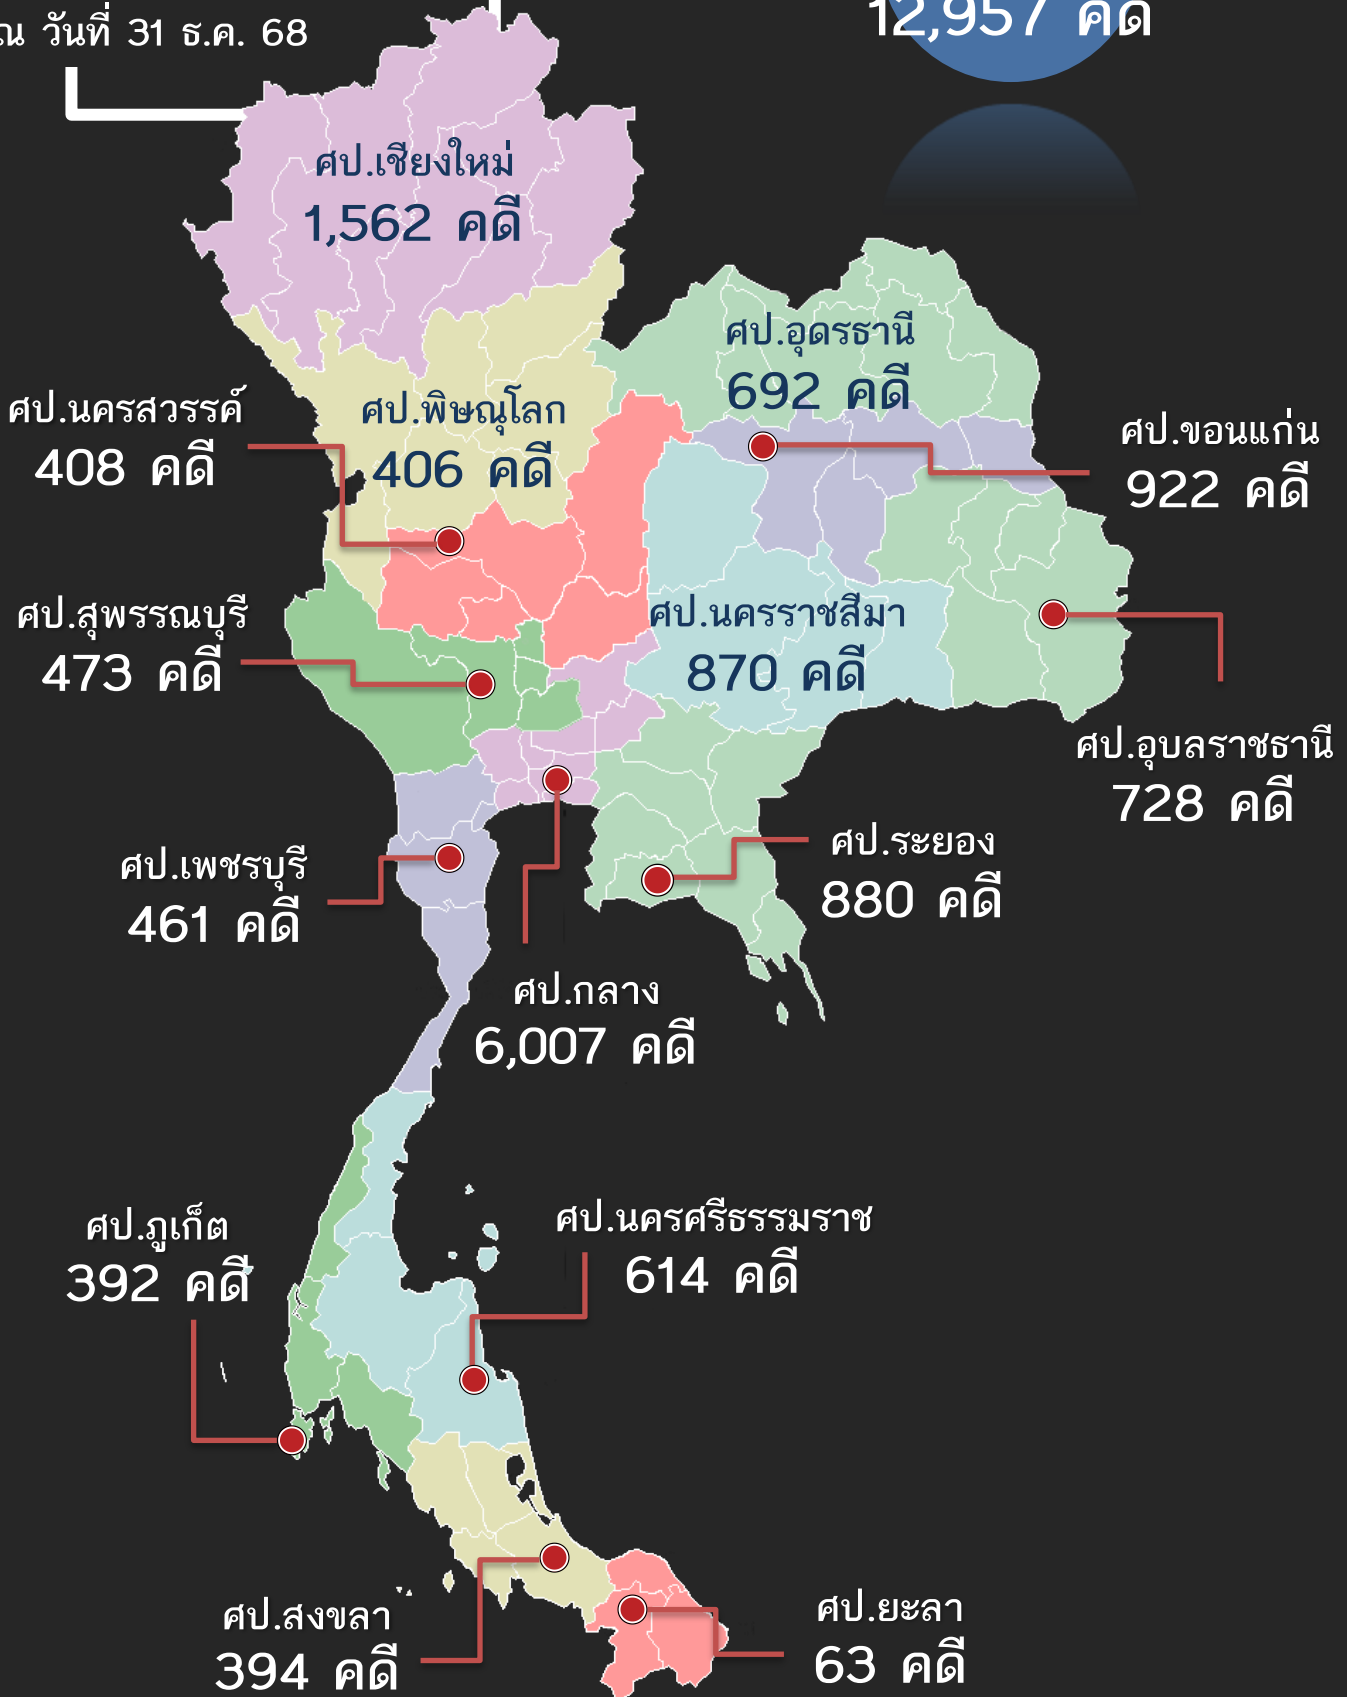 ณ วันที่ 31 ธ.ค. 68
12,957 คดี
ศป.เชียงใหม่
1,562 คดี
ศป.อุดรธานี
692 คดี
ศป.นครสวรรค์
408 คดี
ศป.พิษณุโลก
406 คดี
ศป.ขอนแก่น
922 คดี
ศป.สุพรรณบุรี
473 คดี
ศป.นครราชสีมา
870 คดี
ศป.อุบลราชธานี
728 คดี
ศป.เพชรบุรี
461 คดี
ศป.ระยอง
880 คดี
ศป.กลาง
6,007 คดี
ศป.ภูเก็ต
392 คดี
ศป.นครศรีธรรมราช
614 คดี
ศป.สงขลา
394 คดี
ศป.ยะลา
63 คดี